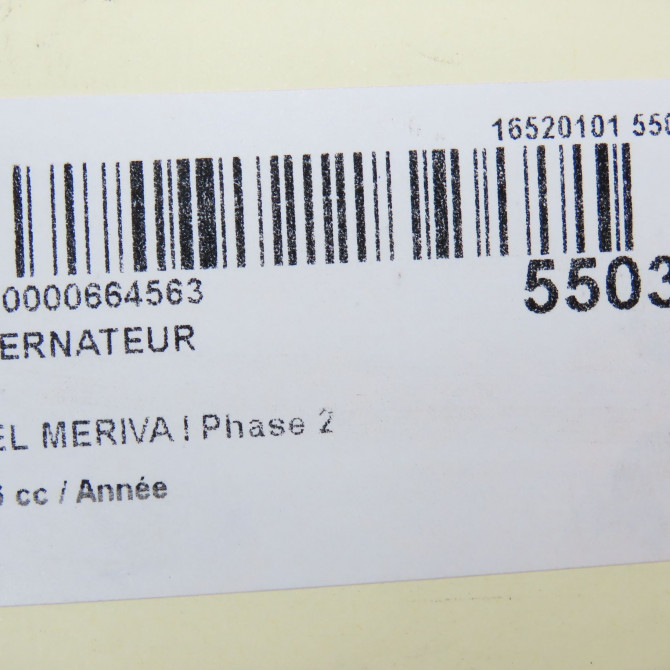 16520101 550
0000664563
5503
ERNATEUR
EL MERIVA I Phase 2
cc / Année